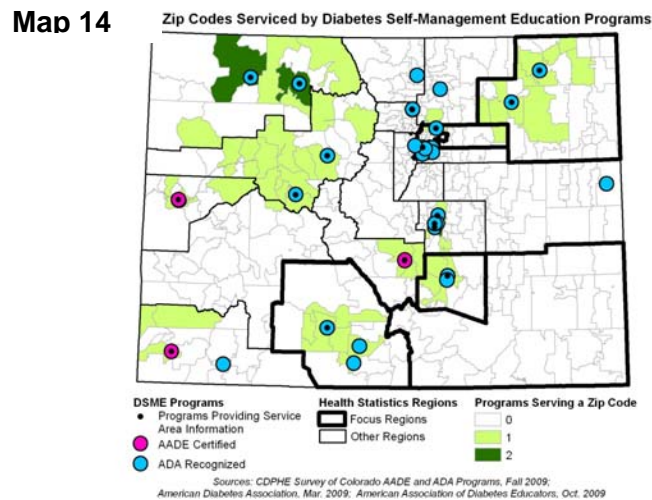 Map 14
Zip Codes Serviced by Diabetes Self-Management Education Programs
DSME Programs
Programs Providing Service
Area Information
AADE Certified
ADA Recognized
Health Statistics Regions
Focus Regions
Other Regions
Programs Serving a Zip Code
0
1
2
Sources: CDPHE Survey of Colorado AADE and ADA Programs, Fall 2009;
American Diabetes Association, Mar. 2009; American Association of Diabetes Educators, Oct. 2009